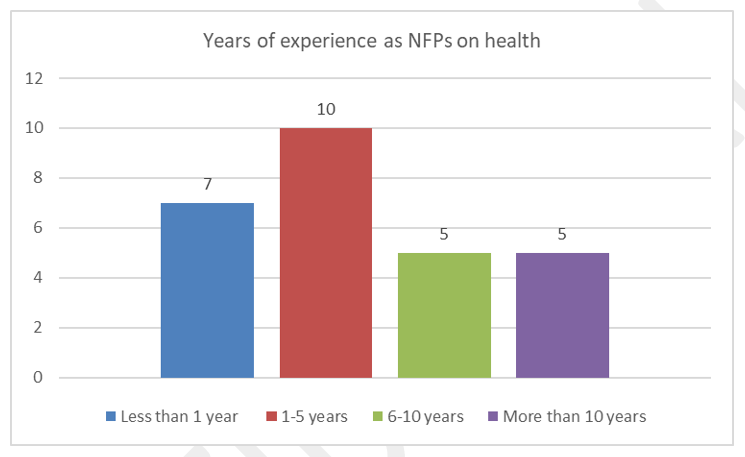 Years of experience as NFPs on health
12
10
8
6
4
2
0
7
10
5
5
Less than 1 year
1-5 years
6-10 years
More than 10 years